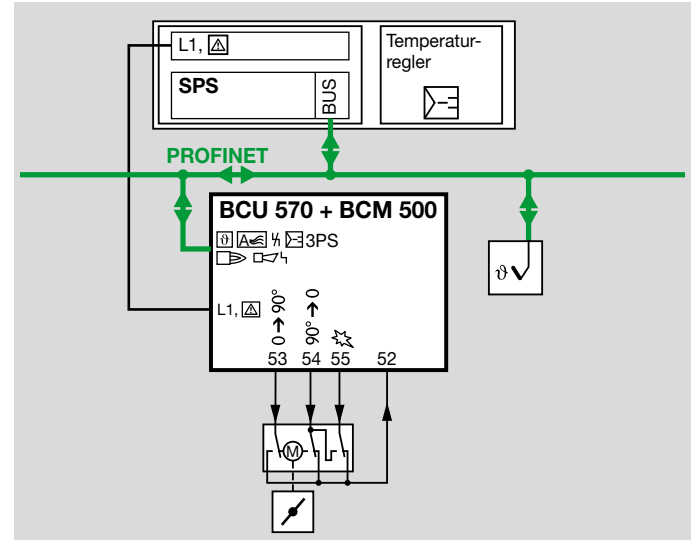 L1,
SPS
BUS
Temperatur-
regler
PROFINET
BCU 570 + BCM 500
ϑ A 3PS
L1,
0 → 90°
90° → 0
53 54 55 52
M
ϑ